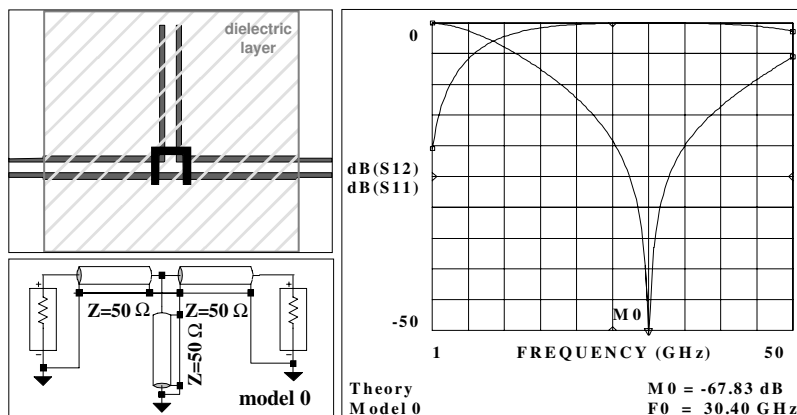 dielectric
layer
Z=50 Ω
Z=50 Ω
Z=50 Ω
model 0
0
dB(S12)
dB(S11)
-50
M0
1
FREQUENCY (GHz)
50
Theory
M0 = -67.83 dB
Model 0
F0 = 30.40 GHz